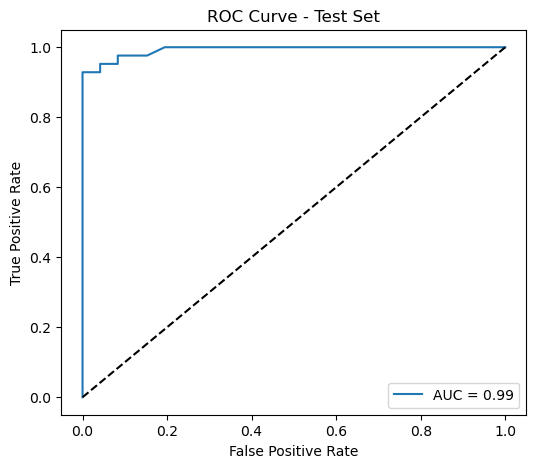 ROC Curve - Test Set
True Positive Rate
1.0
0.8
0.6
0.4
0.2
0.0
0.0 0.2 0.4 0.6 0.8 1.0
False Positive Rate
AUC = 0.99